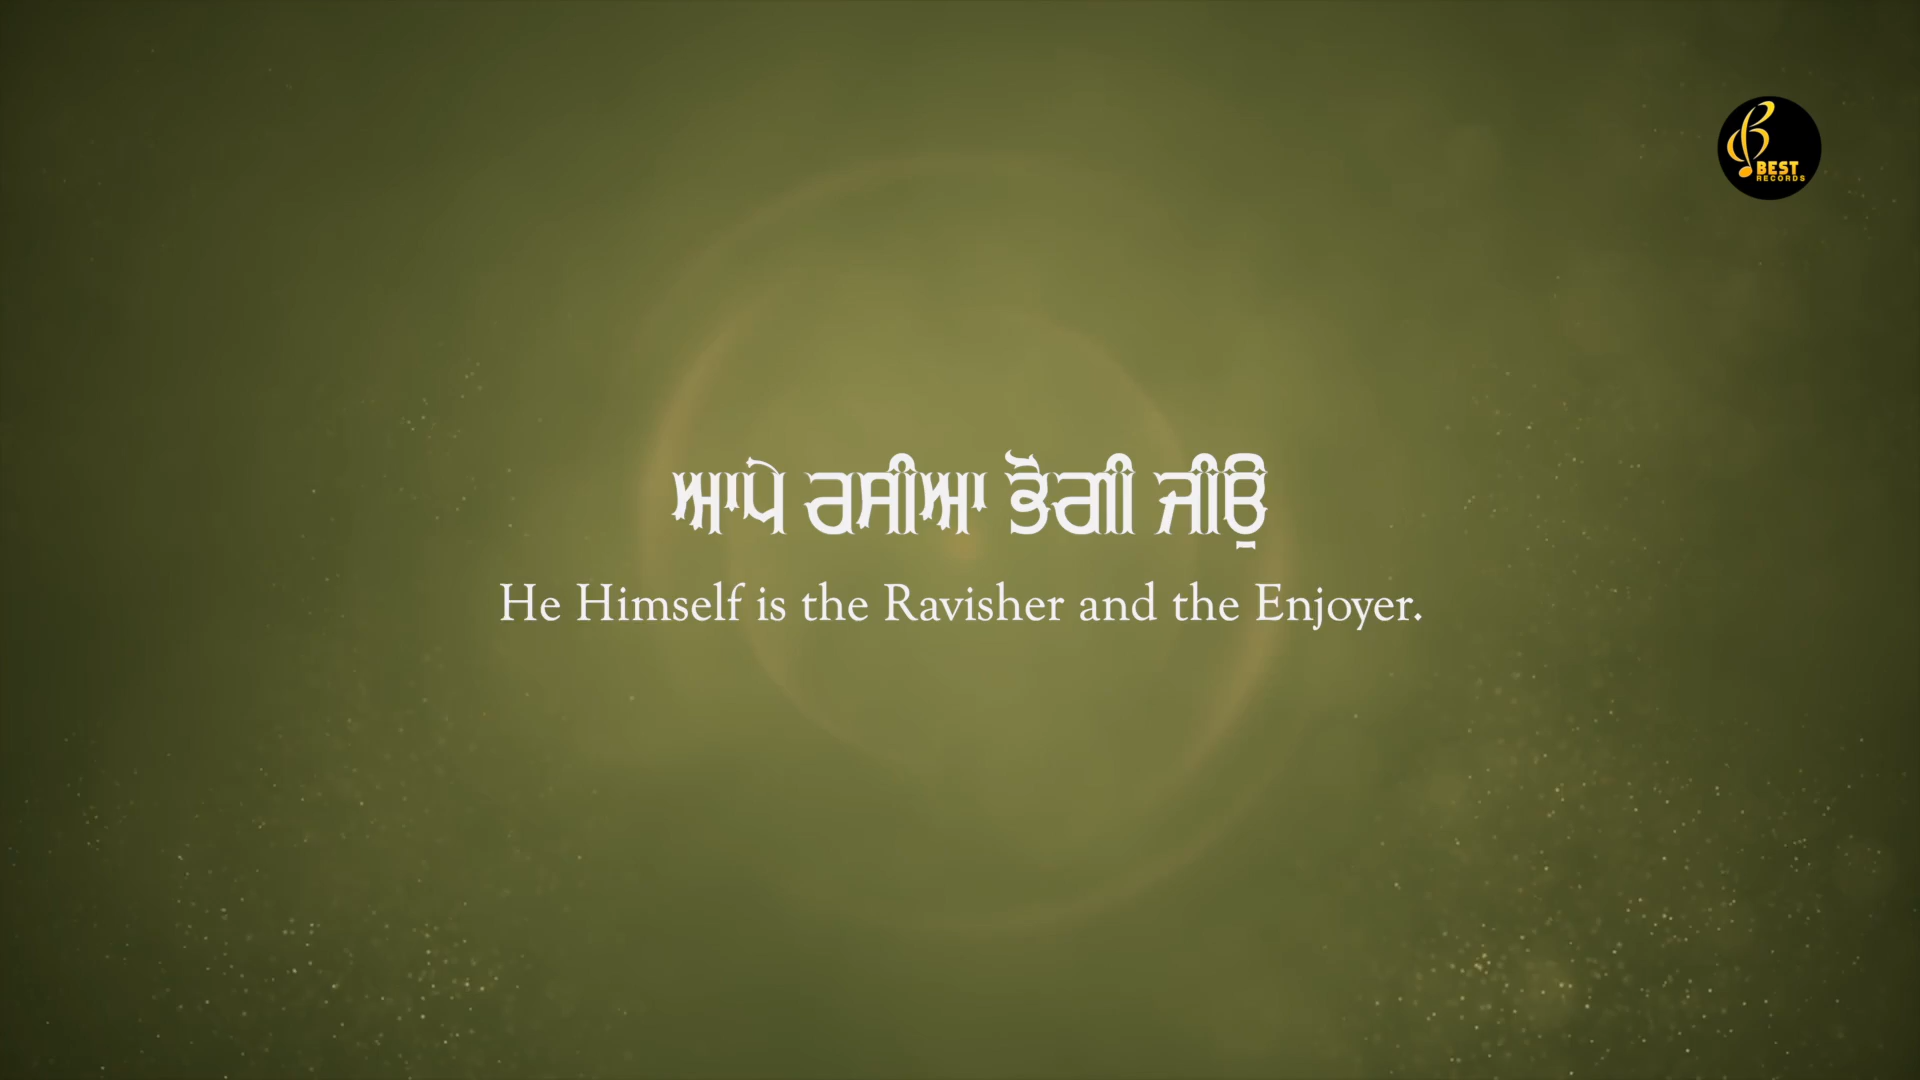 BEST
RECORDS
ਆਪੇ ਰਸੀਆ ਭੋਗੀ ਜੀਉ
He Himself is the Ravisher and the Enjoyer.